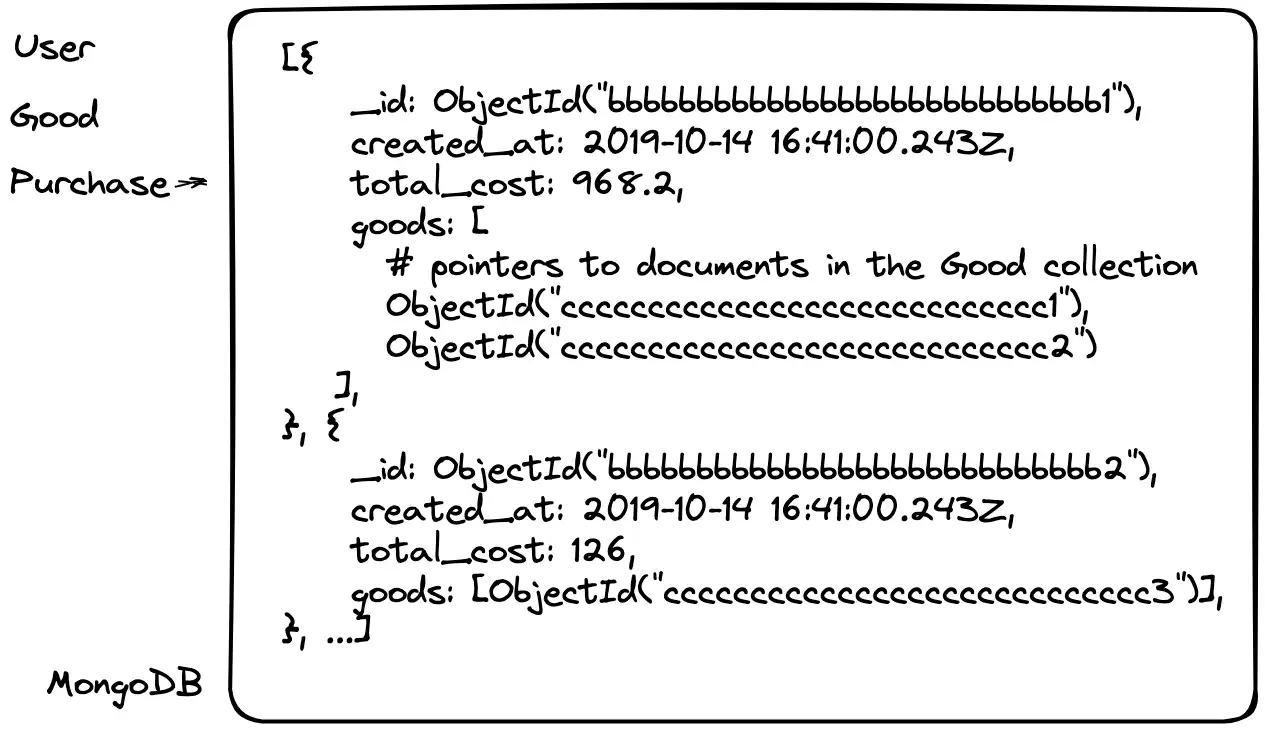 User
Good
Purchase ->>
[{
_id: ObjectId("bbbbbbbbbbbbbbbbbbbbbbbbbbbb1"),
created_at: 2019-10-14 16:41:00.243Z,
total_cost: 968.2,
goods: [
# pointers to documents in the Good collection
ObjectId("cccccccccccccccccccccccccccc1"),
ObjectId("cccccccccccccccccccccccccccc2")
],
}, {
_id: ObjectId("bbbbbbbbbbbbbbbbbbbbbbbbbbbb2"),
created_at: 2019-10-14 16:41:00.243Z,
total_cost: 126,
goods: [ObjectId("cccccccccccccccccccccccccccc3")],
}, ...]
MongoDB